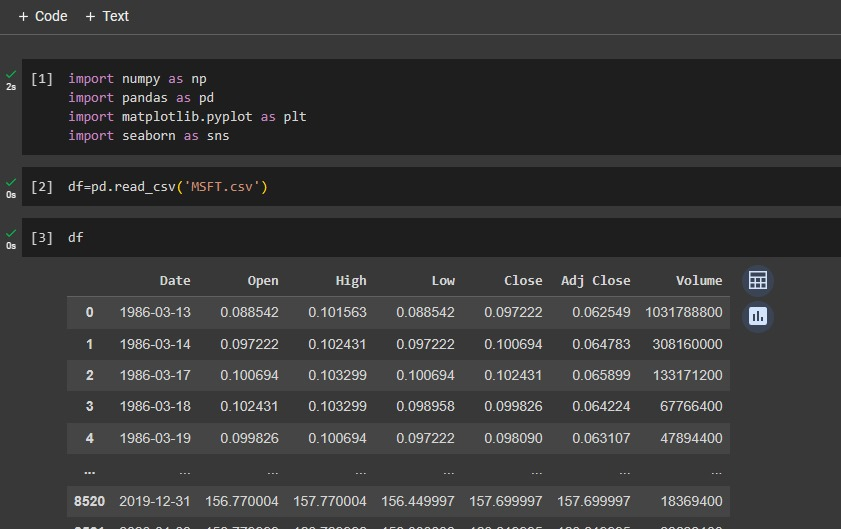 + Code + Text
2s
[1] import numpy as np
import pandas as pd
import matplotlib.pyplot as plt
import seaborn as sns
0s
[2] df=pd.read_csv('MSFT.csv')
0s
[3] df
Date Open High Low Close Adj Close Volume
0 1986-03-13 0.088542 0.101563 0.088542 0.097222 0.062549 1031788800
1 1986-03-14 0.097222 0.102431 0.097222 0.100694 0.064783 308160000
2 1986-03-17 0.100694 0.103299 0.100694 0.102431 0.065899 133171200
3 1986-03-18 0.102431 0.103299 0.098958 0.099826 0.064224 67766400
4 1986-03-19 0.099826 0.100694 0.097222 0.098090 0.063107 47894400
... ... ... ... ... ... ... ...
8520 2019-12-31 156.770004 157.770004 156.449997 157.699997 157.699997 18369400